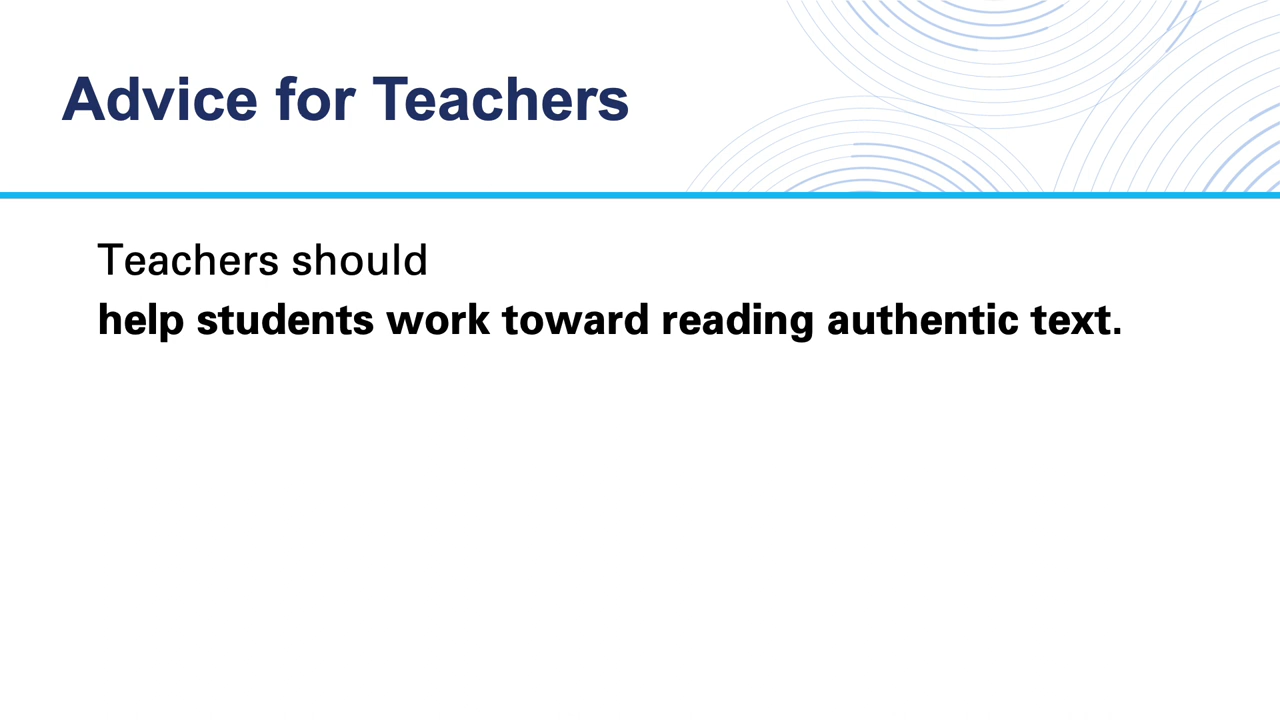 Advice for Teachers
Teachers should
help students work toward reading authentic text.